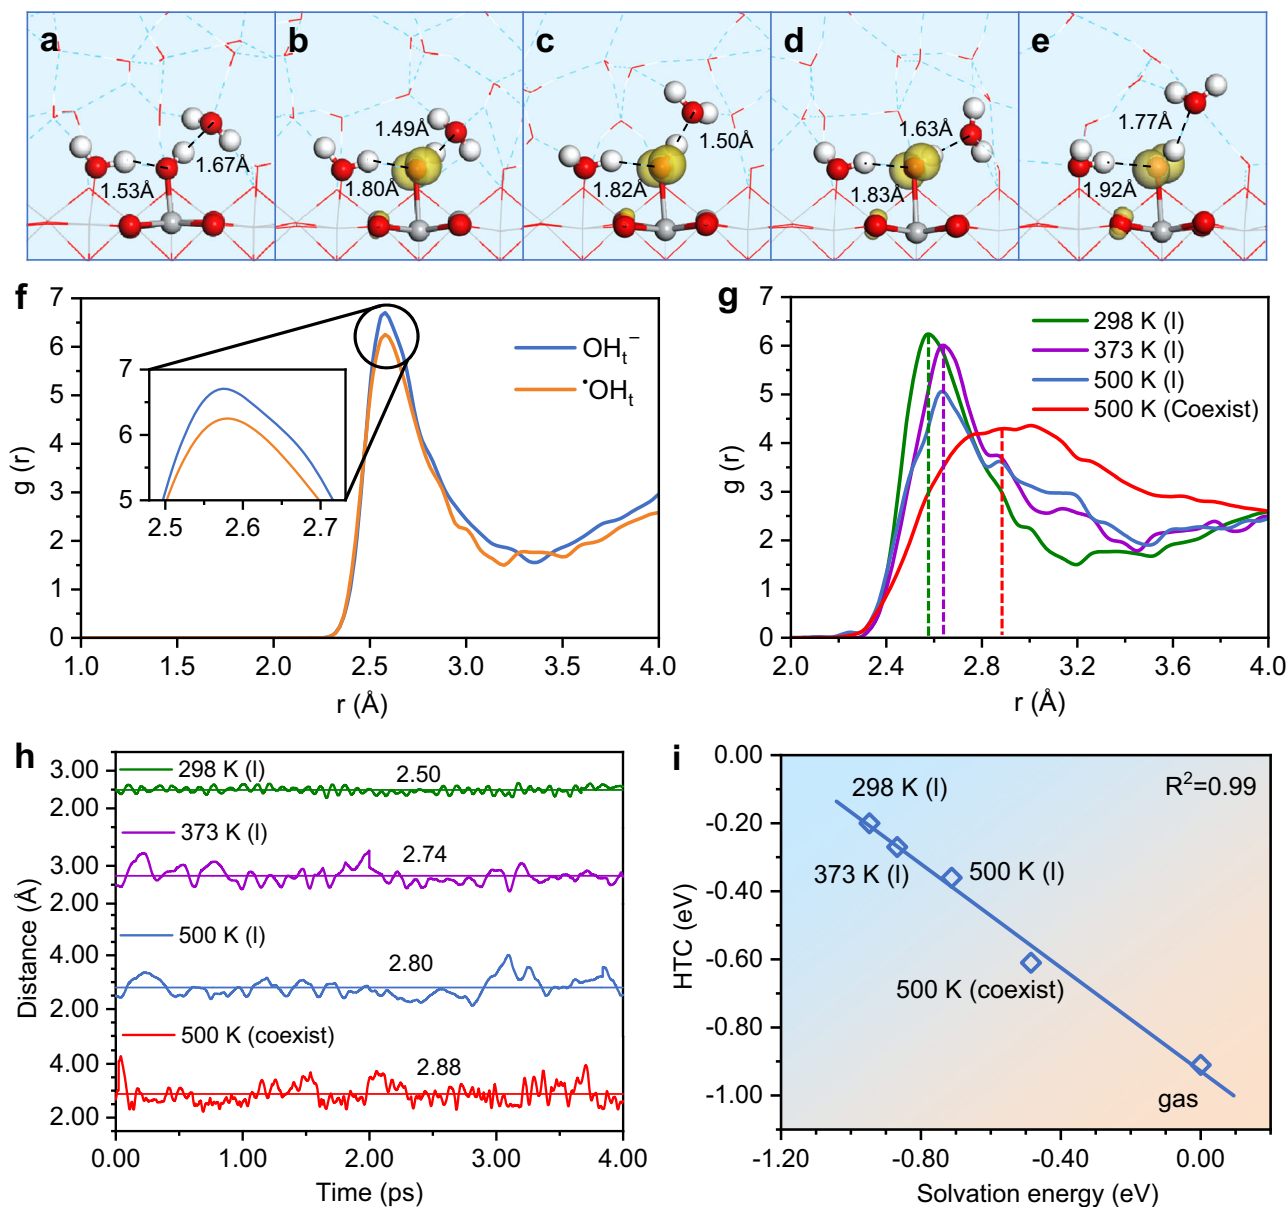 a
b
c
d
e
1.53Å
1.67Å
1.49Å
1.80Å
1.50Å
1.82Å
1.63Å
1.83Å
1.77Å
1.92Å
f
7
6
5
4
3
2
1
0
g (r)
1.0 1.5 2.0 2.5 3.0 3.5 4.0
r (Å)
OHt⁻
•OHt
7
6
5
2.5 2.6 2.7
g
7
6
5
4
3
2
1
0
g (r)
2.0 2.4 2.8 3.2 3.6 4.0
r (Å)
298 K (l)
373 K (l)
500 K (l)
500 K (Coexist)
h
Distance (Å)
3.00
2.00
298 K (l)
2.50
373 K (l)
3.00
2.00
2.74
500 K (l)
4.00
2.00
2.80
500 K (coexist)
4.00
2.00
2.88
0.00 1.00 2.00 3.00 4.00
Time (ps)
i
0.00
-0.20
-0.40
-0.60
-0.80
-1.00
HTC (eV)
R²=0.99
298 K (l)
373 K (l)
500 K (l)
500 K (coexist)
gas
-1.20 -0.80 -0.40 0.00
Solvation energy (eV)